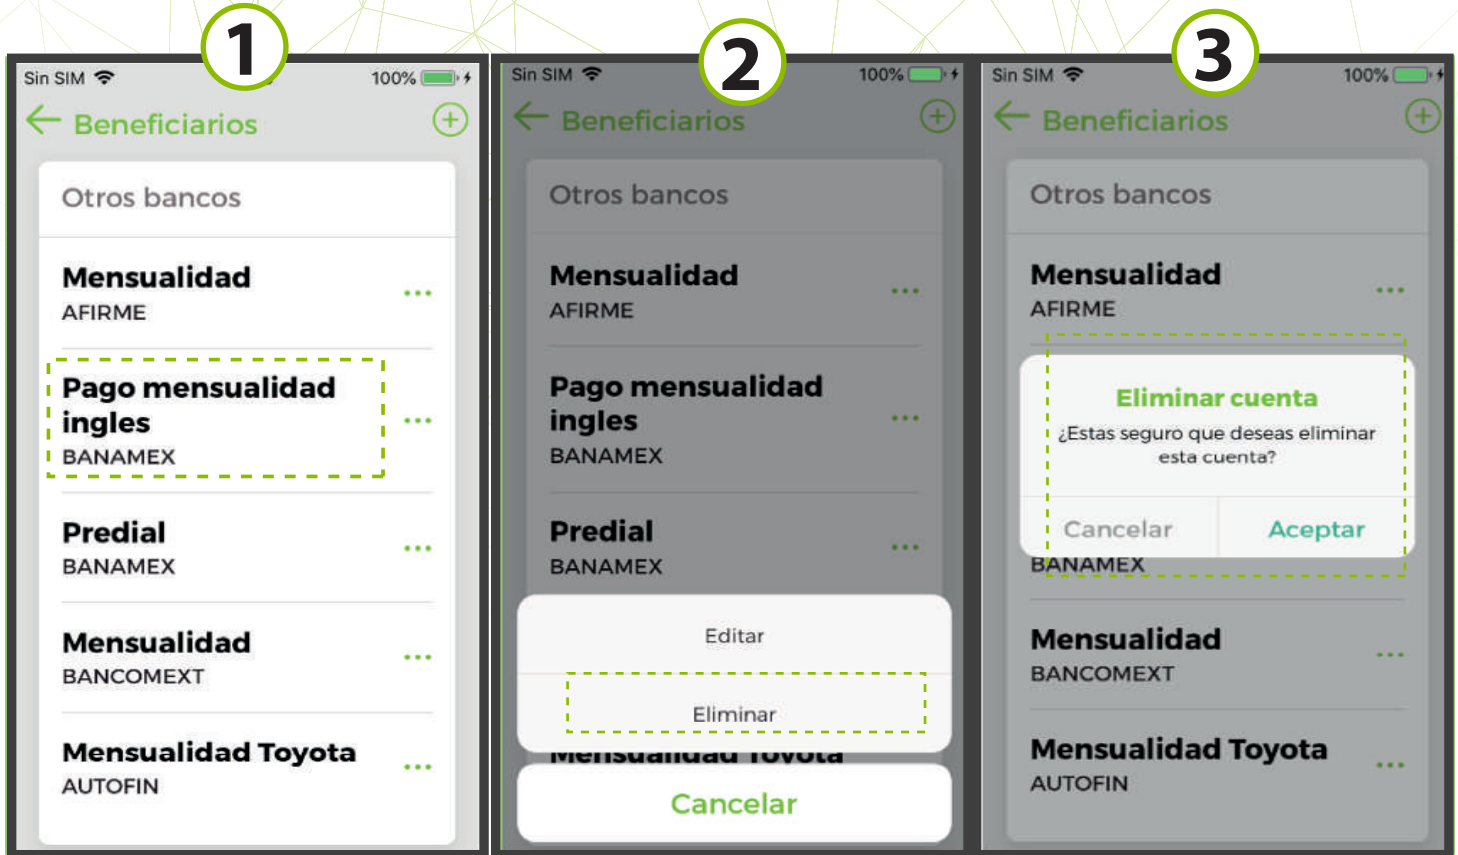 1
Sin SIM 100%
Beneficiarios
Otros bancos
Mensualidad
AFIRME
Pago mensualidad
ingles
BANAMEX
Predial
BANAMEX
Mensualidad
BANCOMEXT
Mensualidad Toyota
AUTOFIN
2
Sin SIM 100%
Beneficiarios
Otros bancos
Mensualidad
AFIRME
Pago mensualidad
ingles
BANAMEX
Predial
BANAMEX
Editar
Eliminar
Mensualidad Toyota
Cancelar
3
Sin SIM 100%
Beneficiarios
Otros bancos
Mensualidad
AFIRME
Eliminar cuenta
¿Estas seguro que deseas eliminar
esta cuenta?
Cancelar Aceptar
BANAMEX
Mensualidad
BANCOMEXT
Mensualidad Toyota
AUTOFIN